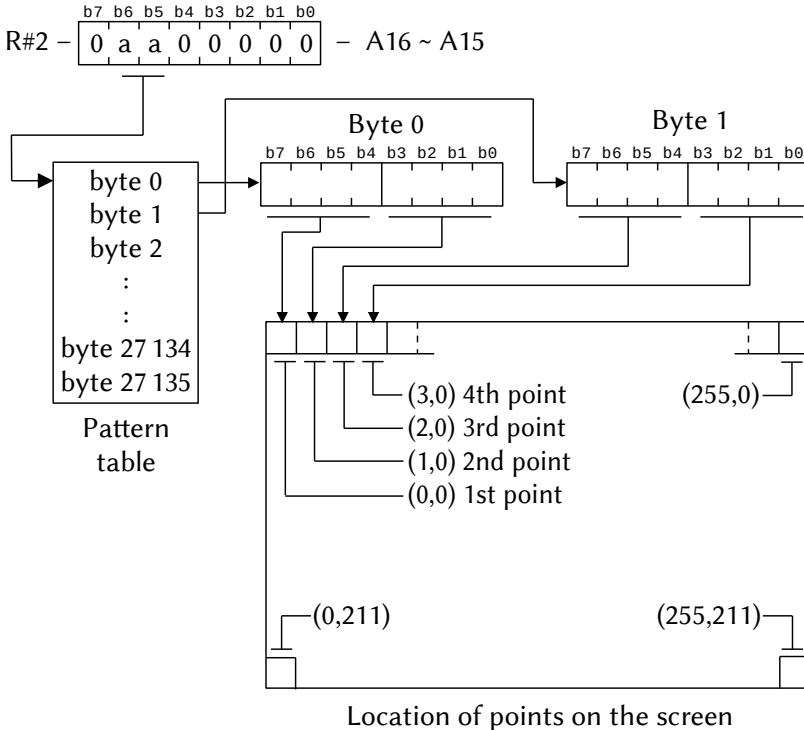 b7 b6 b5 b4 b3 b2 b1 b0
R#2 – 0 a a 0 0 0 0 0 – A16 ~ A15
Byte 0
Byte 1
b7 b6 b5 b4 b3 b2 b1 b0
b7 b6 b5 b4 b3 b2 b1 b0
byte 0
byte 1
byte 2
:
:
byte 27 134
byte 27 135
Pattern
table
(3,0) 4th point
(255,0)
(2,0) 3rd point
(1,0) 2nd point
(0,0) 1st point
(0,211)
(255,211)
Location of points on the screen